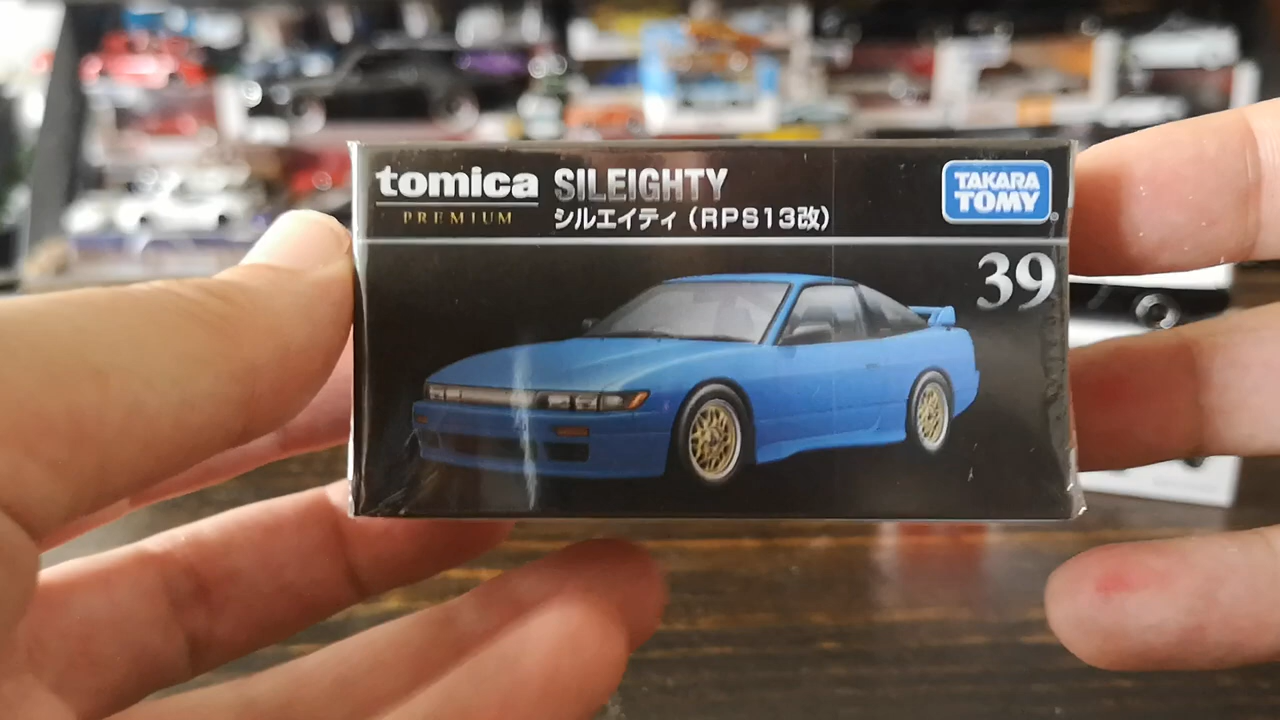 tomica
PREMIUM
SILEIGHTY
シルエイティ（RPS13改）
TAKARA
TOMY
39